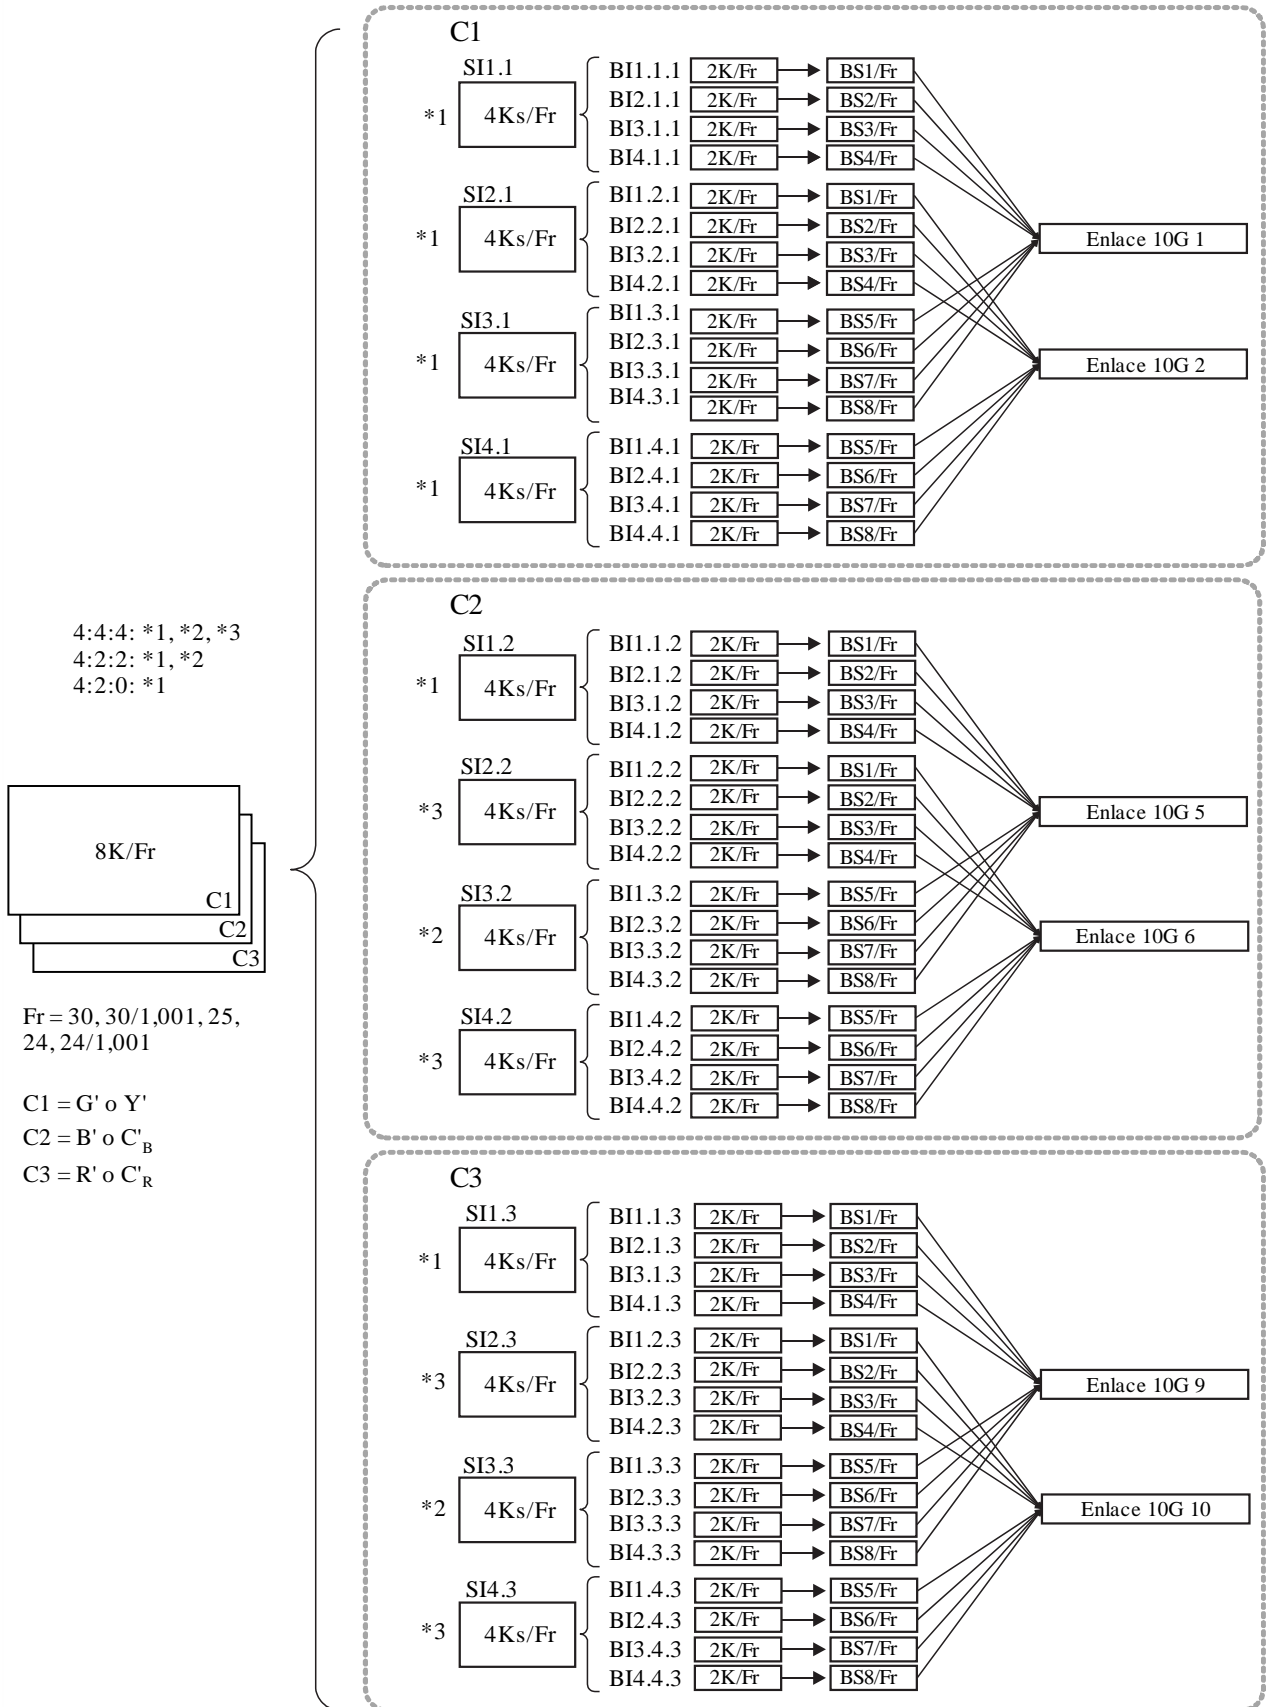 C1
SI1.1
*1
4Ks/Fr
BI1.1.1 2K/Fr BS1/Fr
BI2.1.1 2K/Fr BS2/Fr
BI3.1.1 2K/Fr BS3/Fr
BI4.1.1 2K/Fr BS4/Fr
SI2.1
*1
4Ks/Fr
BI1.2.1 2K/Fr BS1/Fr
BI2.2.1 2K/Fr BS2/Fr
BI3.2.1 2K/Fr BS3/Fr
BI4.2.1 2K/Fr BS4/Fr
Enlace 10G 1
SI3.1
*1
4Ks/Fr
BI1.3.1 2K/Fr BS5/Fr
BI2.3.1 2K/Fr BS6/Fr
BI3.3.1 2K/Fr BS7/Fr
BI4.3.1 2K/Fr BS8/Fr
Enlace 10G 2
SI4.1
*1
4Ks/Fr
BI1.4.1 2K/Fr BS5/Fr
BI2.4.1 2K/Fr BS6/Fr
BI3.4.1 2K/Fr BS7/Fr
BI4.4.1 2K/Fr BS8/Fr
4:4:4: *1, *2, *3
4:2:2: *1, *2
4:2:0: *1
8K/Fr
C1
C2
C3
Fr = 30, 30/1,001, 25,
24, 24/1,001
C1 = G' o Y'
C2 = B' o C'B
C3 = R' o C'R
C2
SI1.2
*1
4Ks/Fr
BI1.1.2 2K/Fr BS1/Fr
BI2.1.2 2K/Fr BS2/Fr
BI3.1.2 2K/Fr BS3/Fr
BI4.1.2 2K/Fr BS4/Fr
SI2.2
*3
4Ks/Fr
BI1.2.2 2K/Fr BS1/Fr
BI2.2.2 2K/Fr BS2/Fr
BI3.2.2 2K/Fr BS3/Fr
BI4.2.2 2K/Fr BS4/Fr
Enlace 10G 5
SI3.2
*2
4Ks/Fr
BI1.3.2 2K/Fr BS5/Fr
BI2.3.2 2K/Fr BS6/Fr
BI3.3.2 2K/Fr BS7/Fr
BI4.3.2 2K/Fr BS8/Fr
Enlace 10G 6
SI4.2
*3
4Ks/Fr
BI1.4.2 2K/Fr BS5/Fr
BI2.4.2 2K/Fr BS6/Fr
BI3.4.2 2K/Fr BS7/Fr
BI4.4.2 2K/Fr BS8/Fr
C3
SI1.3
*1
4Ks/Fr
BI1.1.3 2K/Fr BS1/Fr
BI2.1.3 2K/Fr BS2/Fr
BI3.1.3 2K/Fr BS3/Fr
BI4.1.3 2K/Fr BS4/Fr
SI2.3
*3
4Ks/Fr
BI1.2.3 2K/Fr BS1/Fr
BI2.2.3 2K/Fr BS2/Fr
BI3.2.3 2K/Fr BS3/Fr
BI4.2.3 2K/Fr BS4/Fr
Enlace 10G 9
SI3.3
*2
4Ks/Fr
BI1.3.3 2K/Fr BS5/Fr
BI2.3.3 2K/Fr BS6/Fr
BI3.3.3 2K/Fr BS7/Fr
BI4.3.3 2K/Fr BS8/Fr
Enlace 10G 10
SI4.3
*3
4Ks/Fr
BI1.4.3 2K/Fr BS5/Fr
BI2.4.3 2K/Fr BS6/Fr
BI3.4.3 2K/Fr BS7/Fr
BI4.4.3 2K/Fr BS8/Fr